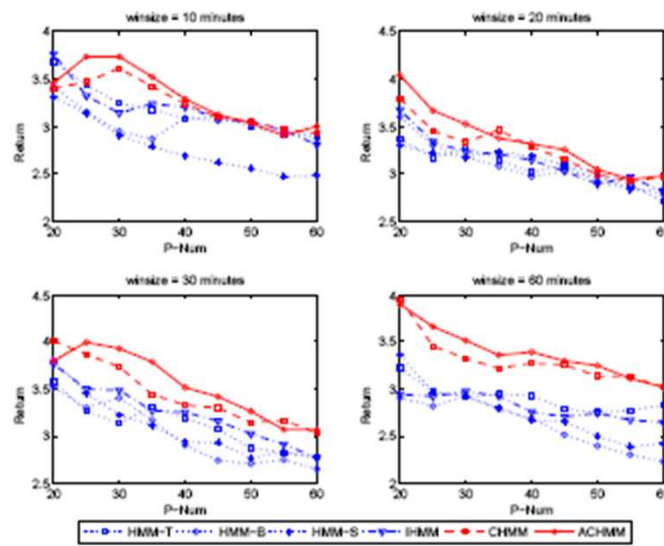 winsize = 10 minutes
4
3.5
3
2.5
2
Return
20 30 40 50 60
P-Num
winsize = 20 minutes
4.5
4
3.5
3
2.5
Return
20 30 40 50 60
P-Num
winsize = 30 minutes
4.5
4
3.5
3
2.5
Return
20 30 40 50 60
P-Num
winsize = 60 minutes
4
3.5
3
2.5
2
Return
20 30 40 50 60
P-Num
HMM-T HMM-B HMM-S IHMM CHMM ACHMM